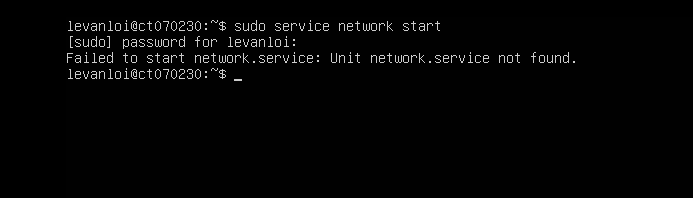 levanloi@ct070230:~$ sudo service network start
[sudo] password for levanloi:
Failed to start network.service: Unit network.service not found.
levanloi@ct070230:~$ _